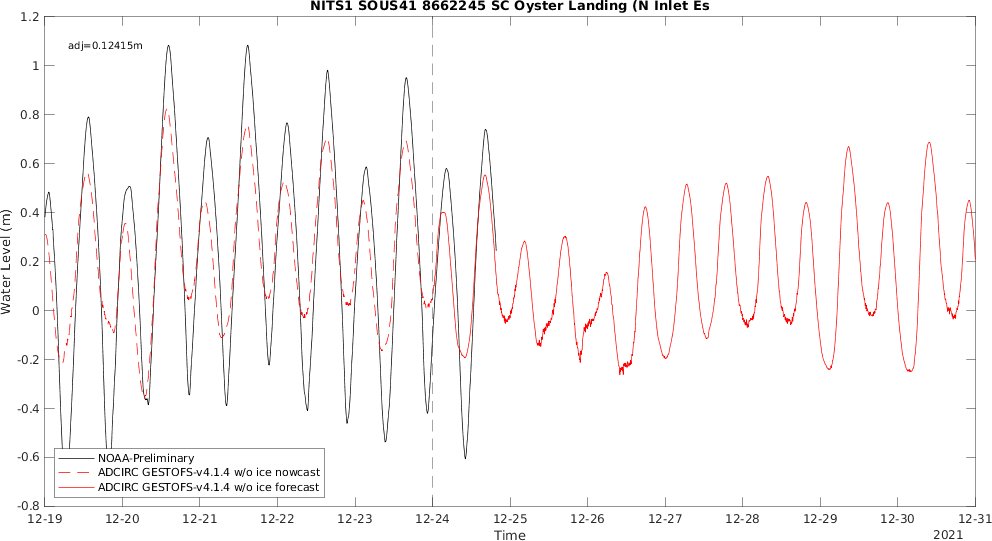 NITS1 SOUS41 8662245 SC Oyster Landing (N Inlet Es
adj=0.12415m
1.2
1
0.8
0.6
0.4
0.2
0
-0.2
-0.4
-0.6
-0.8
Water Level (m)
NOAA-Preliminary
ADCIRC GESTOFS-v4.1.4 w/o ice nowcast
ADCIRC GESTOFS-v4.1.4 w/o ice forecast
12-19 12-20 12-21 12-22 12-23 12-24 12-25 12-26 12-27 12-28 12-29 12-30 12-31
Time
2021